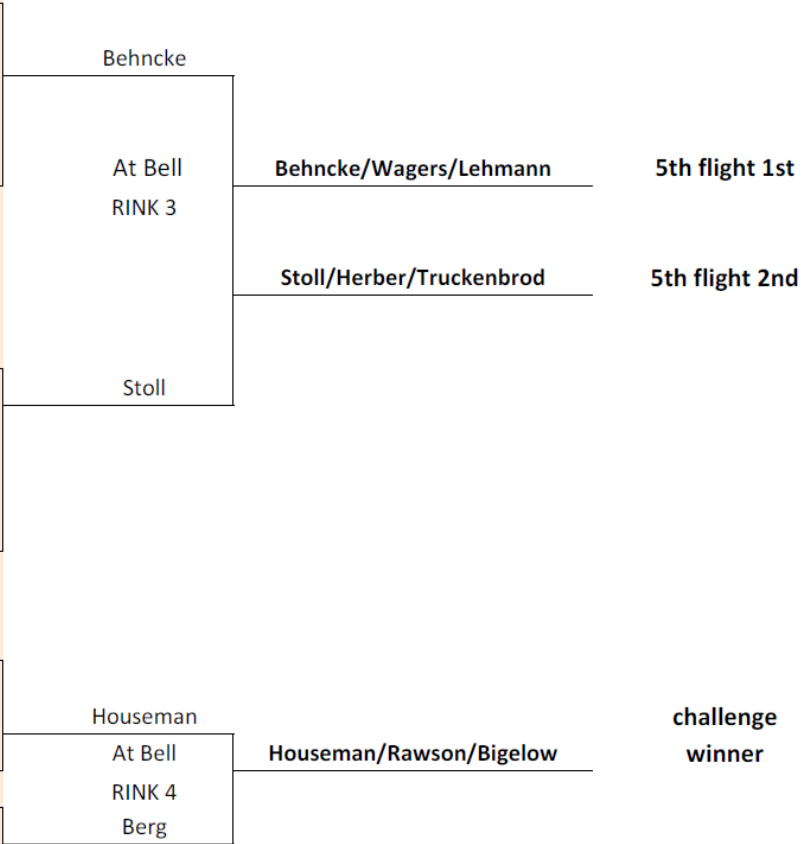 Behncke
At Bell
Behncke/Wagers/Lehmann
5th flight 1st
RINK 3
Stoll/Herber/Truckenbrod
5th flight 2nd
Stoll
Houseman
challenge
At Bell
Houseman/Rawson/Bigelow
winner
RINK 4
Berg